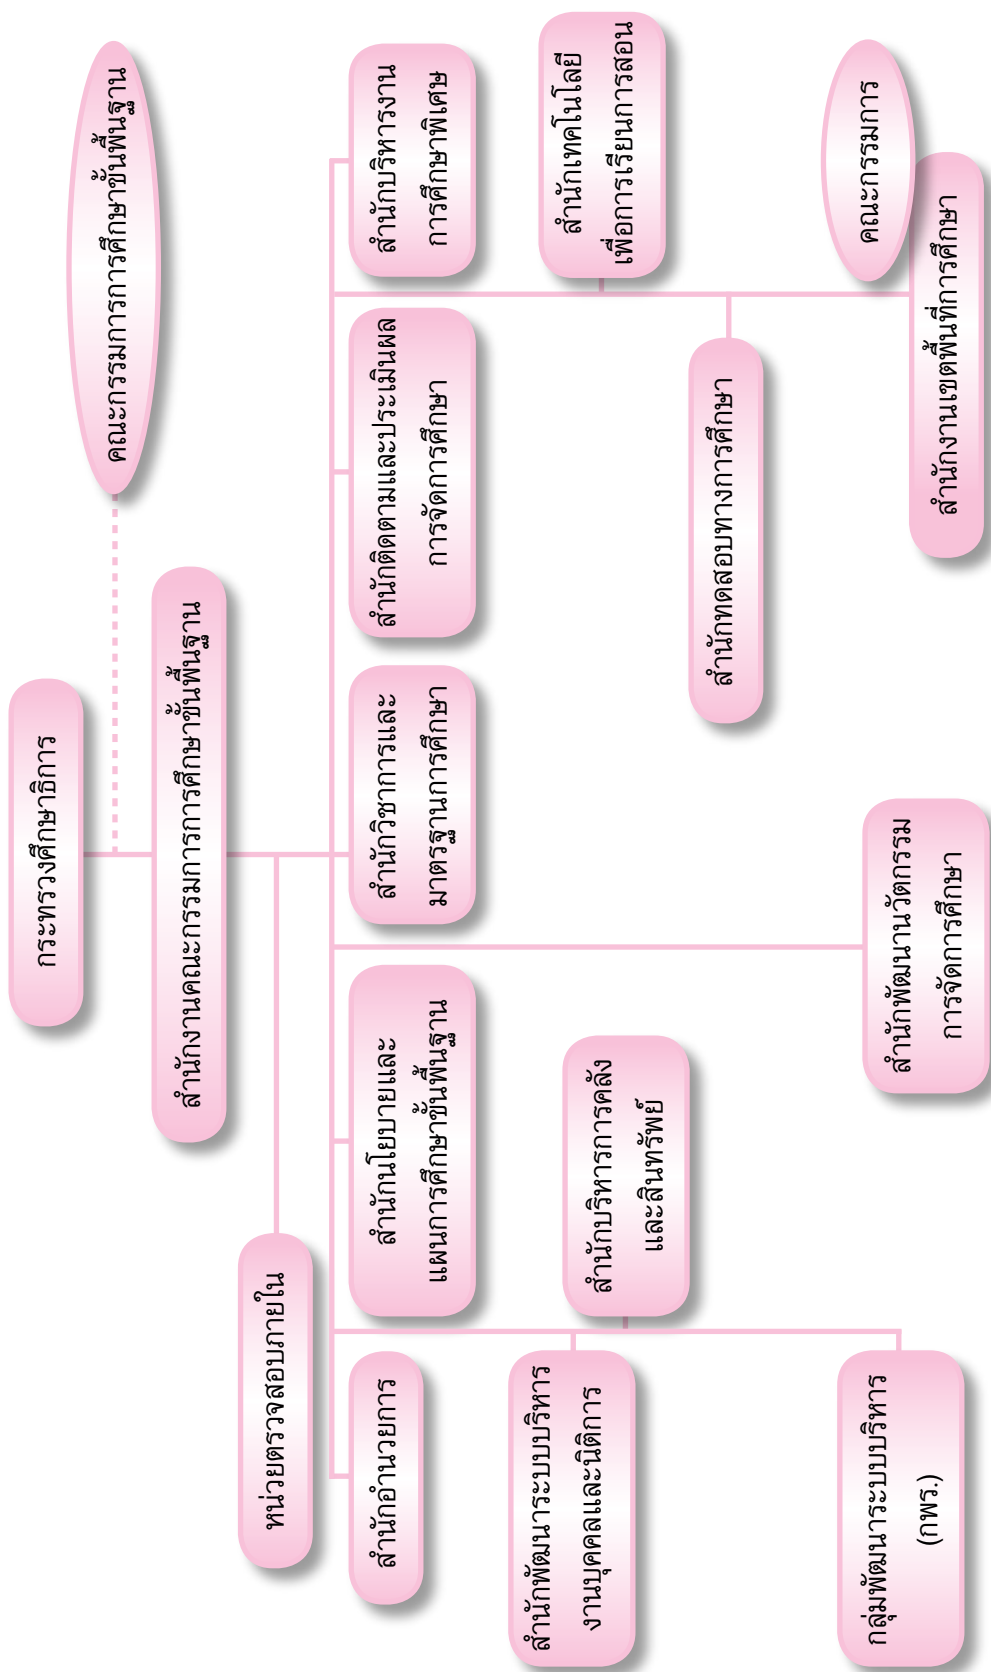 กระทรวงศึกษาธิการ
คณะกรรมการการศึกษาขั้นพื้นฐาน
สำนักงานคณะกรรมการการศึกษาขั้นพื้นฐาน
หน่วยตรวจสอบภายใน
สำนักอำนวยการ
สำนักนโยบายและ
แผนการศึกษาขั้นพื้นฐาน
สำนักวิชาการและ
มาตรฐานการศึกษา
สำนักติดตามและประเมินผล
การจัดการศึกษา
สำนักบริหารงาน
การศึกษาพิเศษ
สำนักพัฒนาระบบบริหาร
งานบุคคลและนิติการ
สำนักบริหารการคลัง
และสินทรัพย์
สำนักเทคโนโลยี
เพื่อการเรียนการสอน
สำนักทดสอบทางการศึกษา
กลุ่มพัฒนาระบบบริหาร
(กพร.)
สำนักพัฒนานวัตกรรม
การจัดการศึกษา
คณะกรรมการ
สำนักงานเขตพื้นที่การศึกษา